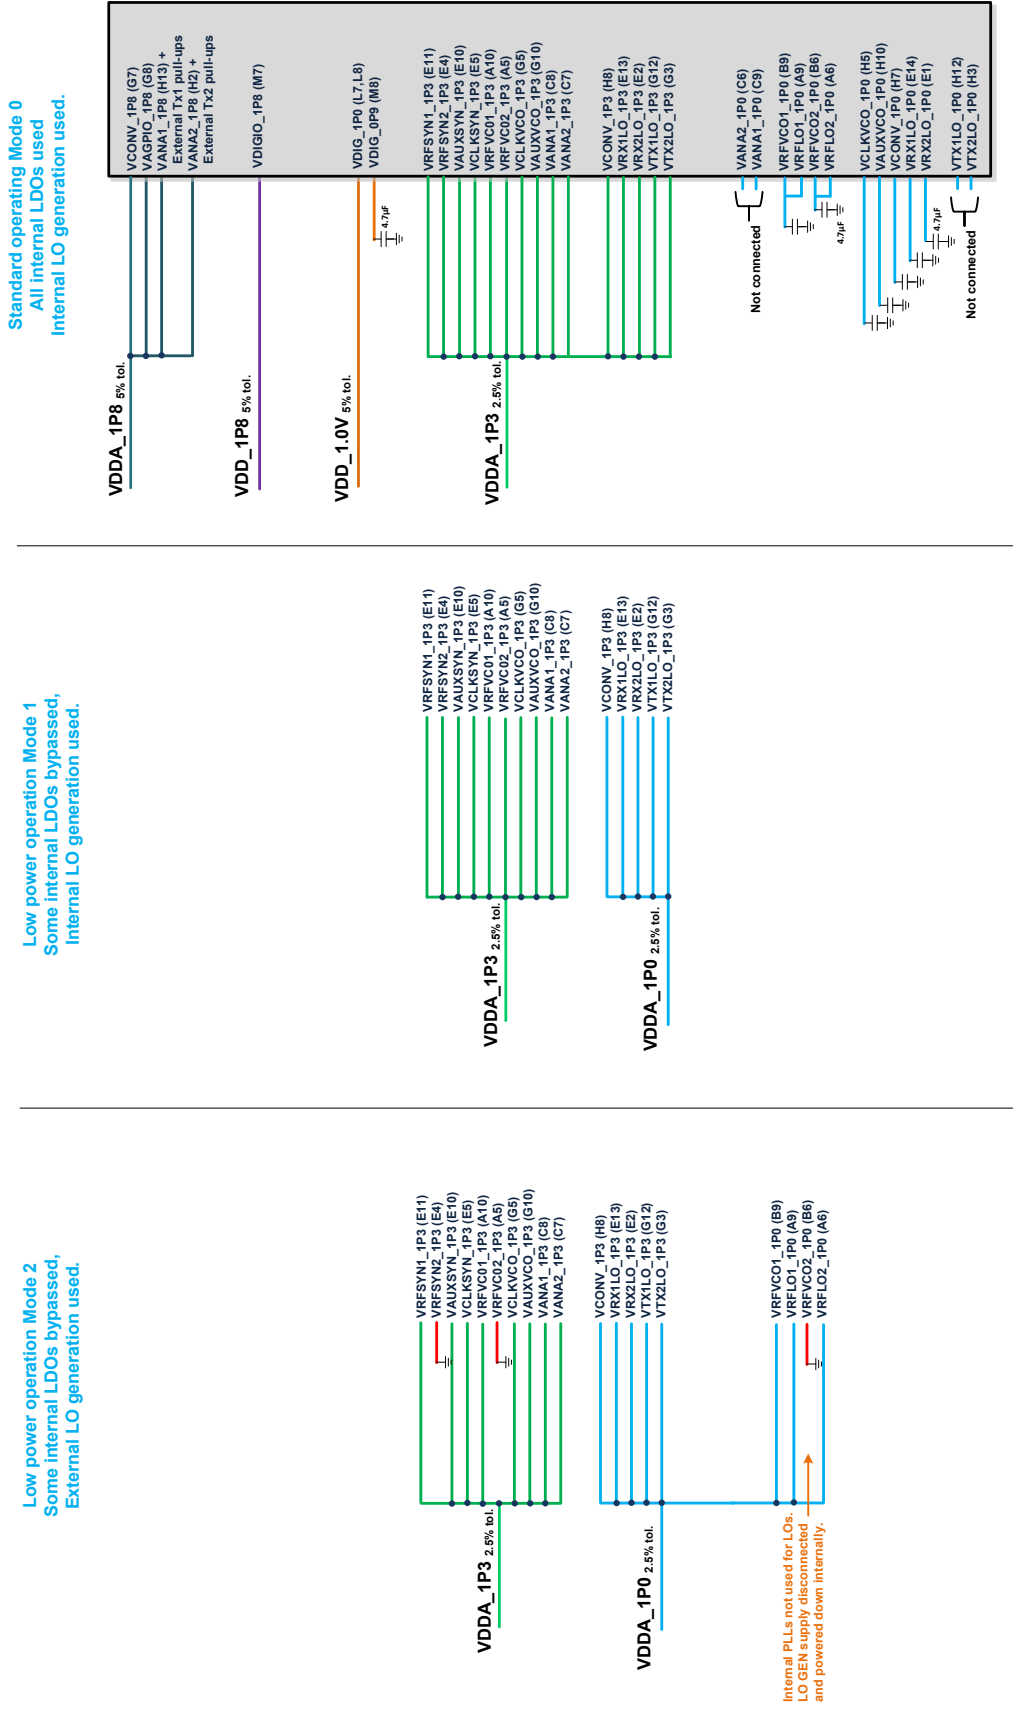 Low power operation Mode 2
Some internal LDOs bypassed,
External LO generation used.
VDDA_1P3 2.5% tol.
VRFSYN1_1P3 (E11)
VRFSYN2_1P3 (E4)
VAUXSYN_1P3 (E10)
VCLKSYN_1P3 (E5)
VRFVC01_1P3 (A10)
VRFVC02_1P3 (A5)
VCLKVCO_1P3 (G5)
VAUXVCO_1P3 (G10)
VANA1_1P3 (C8)
VANA2_1P3 (C7)
VDDA_1P0 2.5% tol.
VCONV_1P3 (H8)
VRX1LO_1P3 (E13)
VRX2LO_1P3 (E2)
VTX1LO_1P3 (G12)
VTX2LO_1P3 (G3)
VRFVCO1_1P0 (B9)
VRFLO1_1P0 (A9)
VRFVCO2_1P0 (B6)
VRFLO2_1P0 (A6)
Internal PLLs not used for LOs.
LO GEN supply disconnected
and powered down internally.
Low power operation Mode 1
Some internal LDOs bypassed,
Internal LO generation used.
VDDA_1P3 2.5% tol.
VRFSYN1_1P3 (E11)
VRFSYN2_1P3 (E4)
VAUXSYN_1P3 (E10)
VCLKSYN_1P3 (E5)
VRFVC01_1P3 (A10)
VRFVC02_1P3 (A5)
VCLKVCO_1P3 (G5)
VAUXVCO_1P3 (G10)
VANA1_1P3 (C8)
VANA2_1P3 (C7)
VDDA_1P0 2.5% tol.
VCONV_1P3 (H8)
VRX1LO_1P3 (E13)
VRX2LO_1P3 (E2)
VTX1LO_1P3 (G12)
VTX2LO_1P3 (G3)
Standard operating Mode 0
All internal LDOs used
Internal LO generation used.
VDDA_1P8 5% tol.
VCONV_1P8 (G7)
VAGPIO_1P8 (G8)
VANA1_1P8 (H13) +
External Tx1 pull-ups
VANA2_1P8 (H2) +
External Tx2 pull-ups
VDD_1P8 5% tol.
VDIGIO_1P8 (M7)
VDD_1.0V 5% tol.
VDIG_1P0 (L7,L8)
VDIG_0P9 (M8)
4.7µF
VDDA_1P3 2.5% tol.
VRFSYN1_1P3 (E11)
VRFSYN2_1P3 (E4)
VAUXSYN_1P3 (E10)
VCLKSYN_1P3 (E5)
VRFVC01_1P3 (A10)
VRFVC02_1P3 (A5)
VCLKVCO_1P3 (G5)
VAUXVCO_1P3 (G10)
VANA1_1P3 (C8)
VANA2_1P3 (C7)
VCONV_1P3 (H8)
VRX1LO_1P3 (E13)
VRX2LO_1P3 (E2)
VTX1LO_1P3 (G12)
VTX2LO_1P3 (G3)
VANA2_1P0 (C6)
VANA1_1P0 (C9)
Not connected
VRFVCO1_1P0 (B9)
VRFLO1_1P0 (A9)
VRFVCO2_1P0 (B6)
VRFLO2_1P0 (A6)
4.7µF
VCLKVCO_1P0 (H5)
VAUXVCO_1P0 (H10)
VCONV_1P0 (H7)
VRX1LO_1P0 (E14)
VRX2LO_1P0 (E1)
4.7µF
VTX1LO_1P0 (H12)
VTX2LO_1P0 (H3)
Not connected